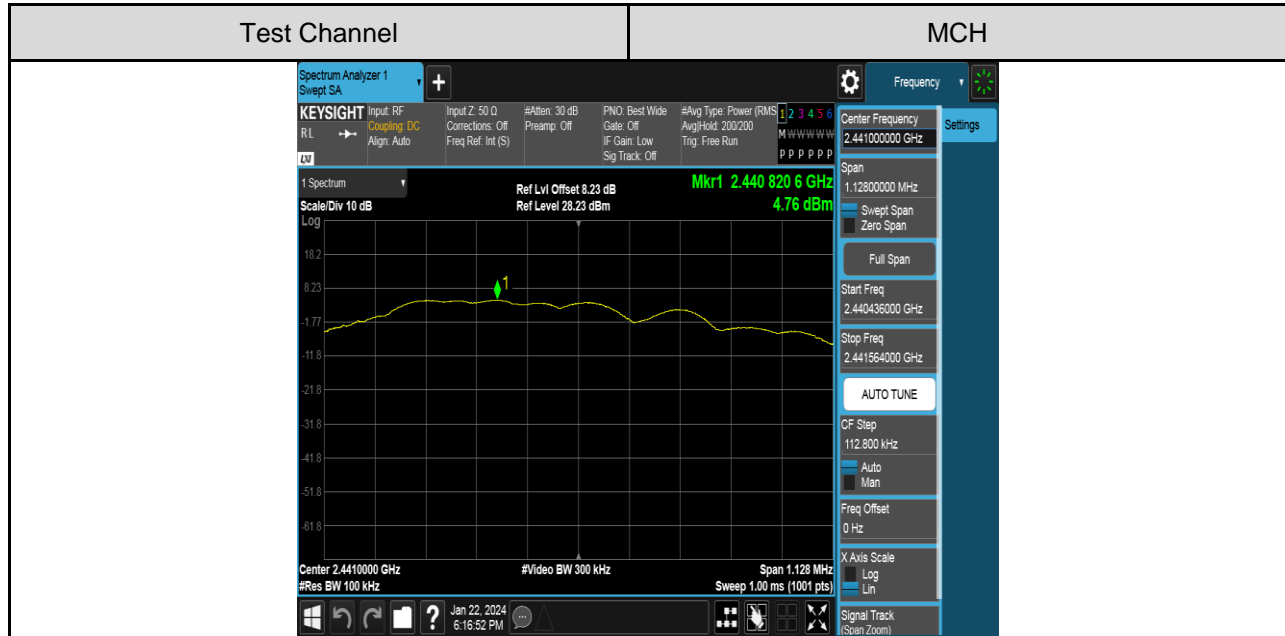 Test Channel
MCH
Spectrum Analyzer 1
Swept SA
+
Frequency
KEYSIGHT
RL
LXI
Input: RF
Coupling: DC
Align: Auto
Input Z: 50 Ω
Corrections: Off
Freq Ref: Int (S)
#Atten: 30 dB
Preamp: Off
PNO: Best Wide
Gate: Off
IF Gain: Low
Sig Track: Off
#Avg Type: Power (RMS
Avg|Hold: 200/200
Trig: Free Run
1 2 3 4 5 6
M W W W W W
P P P P P P
1 Spectrum
Scale/Div 10 dB
Ref Lvl Offset 8.23 dB
Ref Level 28.23 dBm
Mkr1 2.440 820 6 GHz
4.76 dBm
Log
18.2
8.23
-1.77
-11.8
-21.8
-31.8
-41.8
-51.8
-61.8
1
Center 2.4410000 GHz
#Res BW 100 kHz
#Video BW 300 kHz
Span 1.128 MHz
Sweep 1.00 ms (1001 pts)
?
Jan 22, 2024
6:16:52 PM
Center Frequency
2.441000000 GHz
Settings
Span
1.12800000 MHz
Swept Span
Zero Span
Full Span
Start Freq
2.440436000 GHz
Stop Freq
2.441564000 GHz
AUTO TUNE
CF Step
112.800 kHz
Auto
Man
Freq Offset
0 Hz
X Axis Scale
Log
Lin
Signal Track
(Span Zoom)